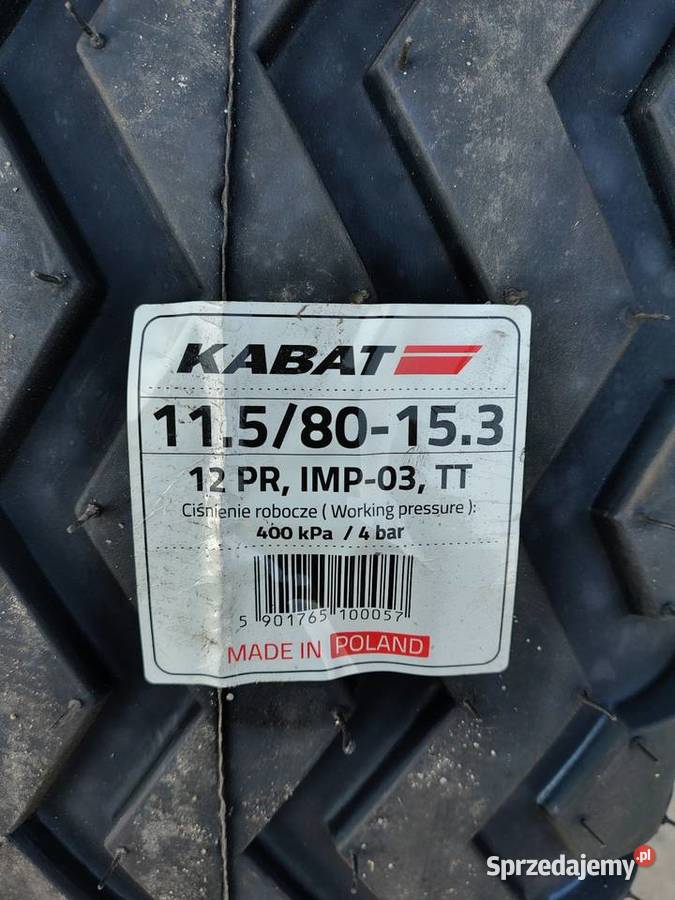 KABAT
11.5/80-15.3
12 PR, IMP-03, TT
Ciśnienie robocze ( Working pressure ):
400 kPa / 4 bar
5 901765 100057
MADE IN POLAND
Sprzedajemy.pl